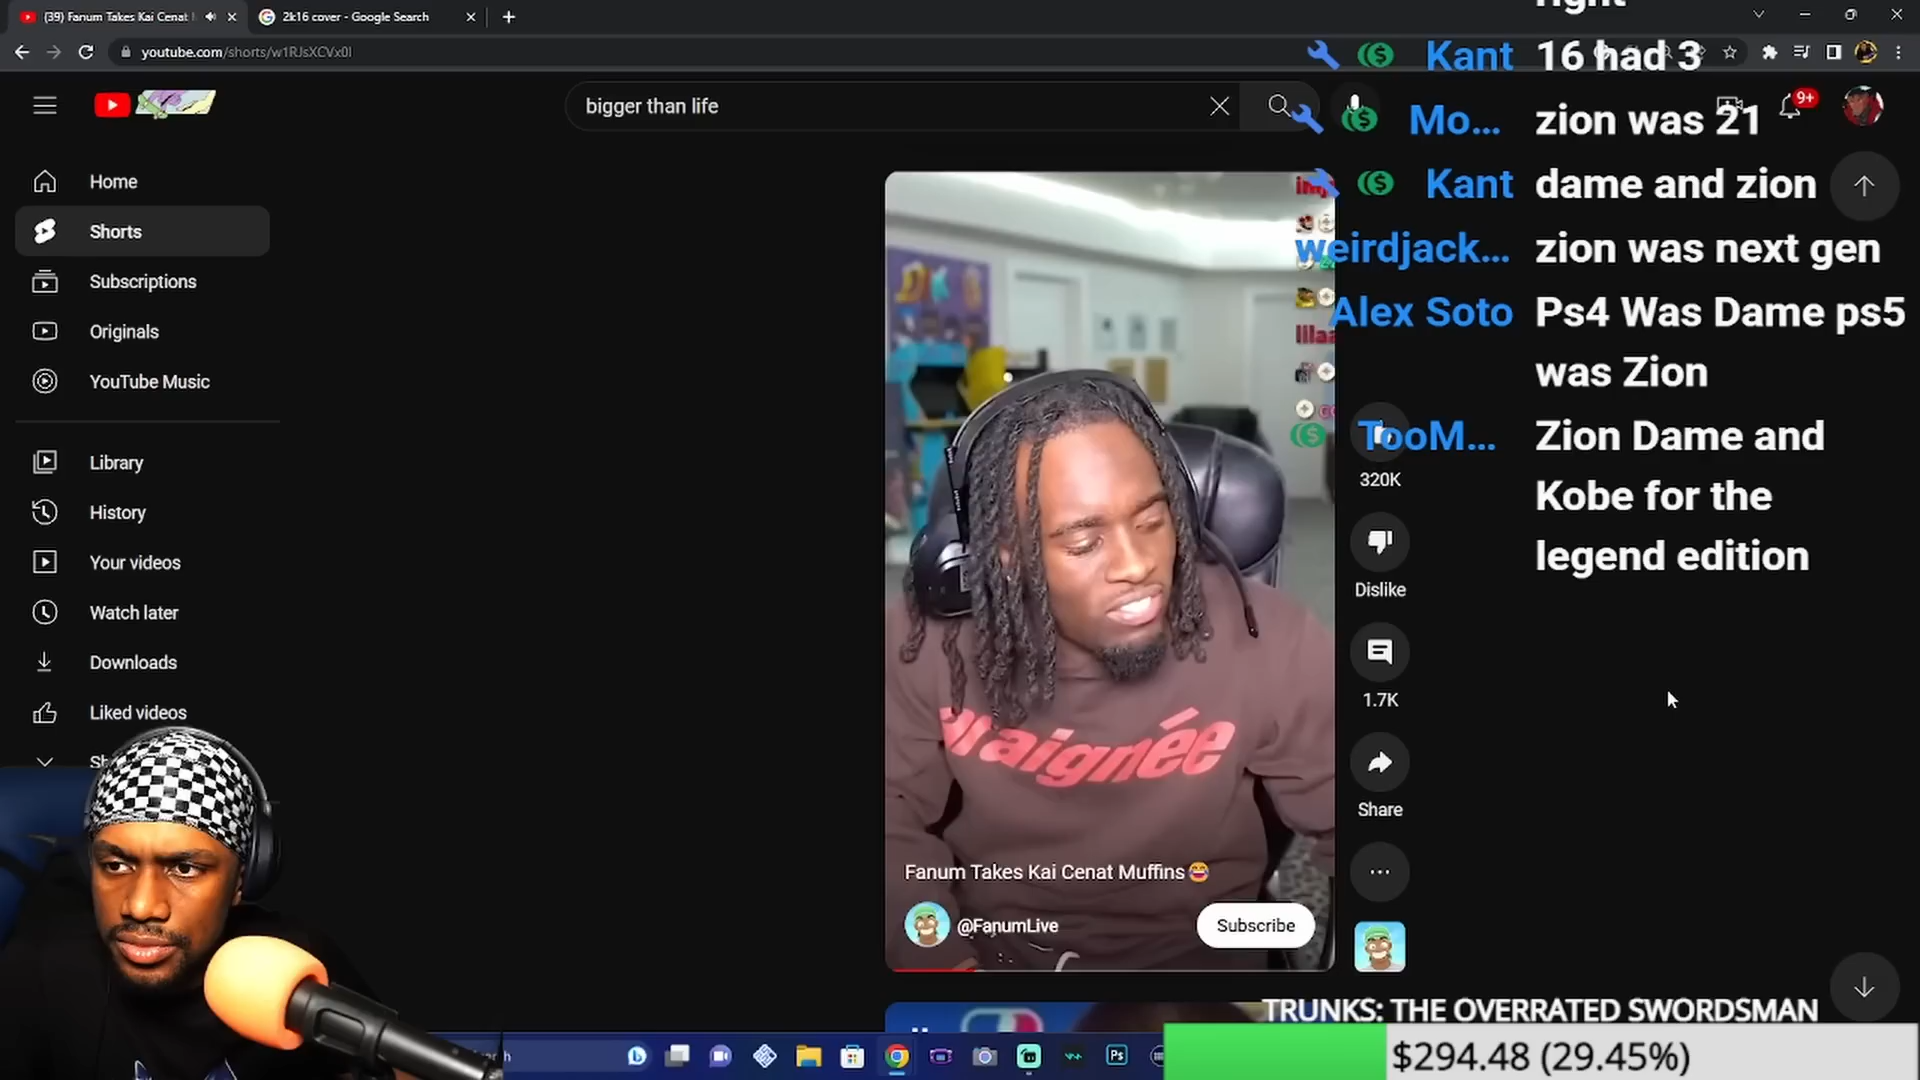 (39) Fanum Takes Kai Cenat
2k16 cover - Google Search
youtube.com/shorts/w1RJsXCVx0I
bigger than life
9+
Home
Shorts
Subscriptions
Originals
YouTube Music
Library
History
Your videos
Watch later
Downloads
Liked videos
right
Kant 16 had 3
Mo... zion was 21
Kant dame and zion
weirdjack... zion was next gen
Alex Soto Ps4 Was Dame ps5
was Zion
TooM... Zion Dame and
Kobe for the
legend edition
320K
Dislike
1.7K
Share
araignée
Fanum Takes Kai Cenat Muffins
@FanumLive
Subscribe
TRUNKS: THE OVERRATED SWORDSMAN
$294.48 (29.45%)
Ps